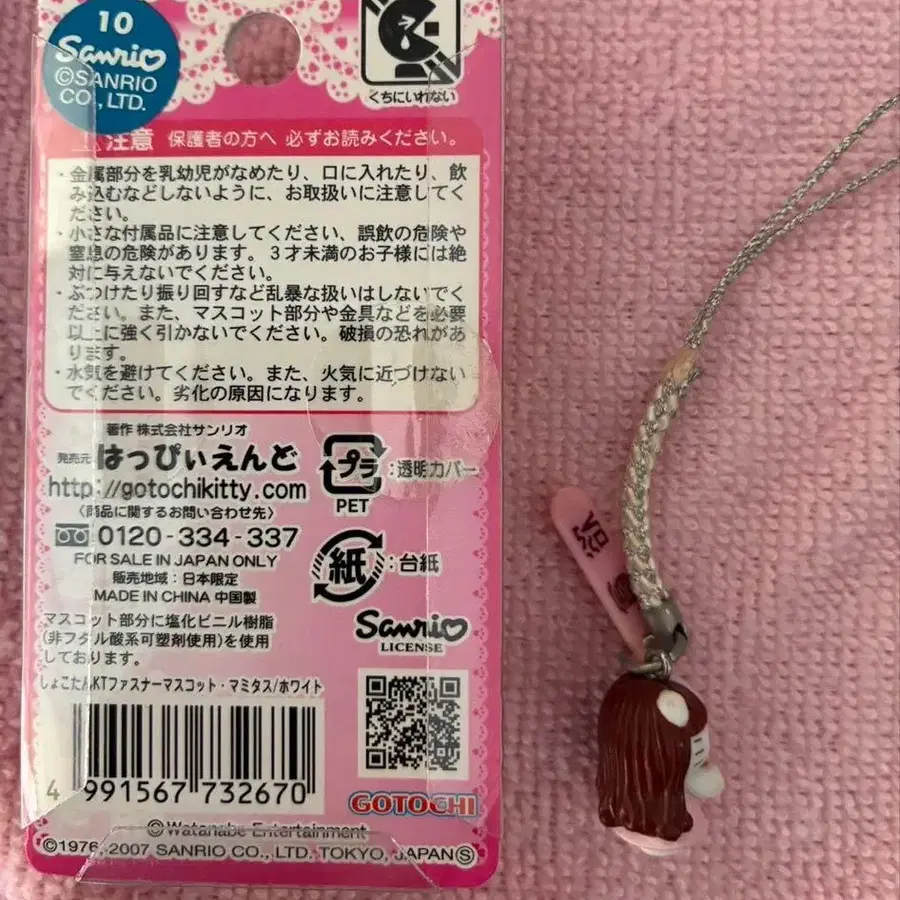 10
Sanrio
©SANRIO
CO.,LTD.
くちにいれない
注意 保護者の方へ 必ずお読みください。
・金属部分を乳幼児がなめたり、口に入れたり、飲
み込むなどしないように、お取扱いに注意してく
ださい。
・小さな付属品に注意してください、誤飲の危険や
窒息の危険があります。3才未満のお子様には絶
対に与えないでください。
・ぶつけたり振り回すなど乱暴な扱いはしないでく
ださい。また、マスコット部分や金具などを必要
以上に強く引かないでください。破損の恐れがあ
ります。
・水気を避けてください。また、火気に近づけない
でください。劣化の原因になります。
著作 株式会社サンリオ
発売元 はっぴぃえんど
http://gotochikitty.com
〈商品に関するお問い合わせ先〉
0120-334-337
FOR SALE IN JAPAN ONLY
販売地域：日本限定
MADE IN CHINA 中国製
プラ：透明カバー
PET
紙：台紙
マスコット部分に塩化ビニル樹脂
(非フタル酸系可塑剤使用)を使用
しております。
Sanrio
LICENSE
しょこたんKTファスナーマスコット・マミタス/ホワイト
4 991567 732670
GOTOCHI
©Watanabe Entertainment
©1976, 2007 SANRIO CO., LTD. TOKYO, JAPAN Ⓢ